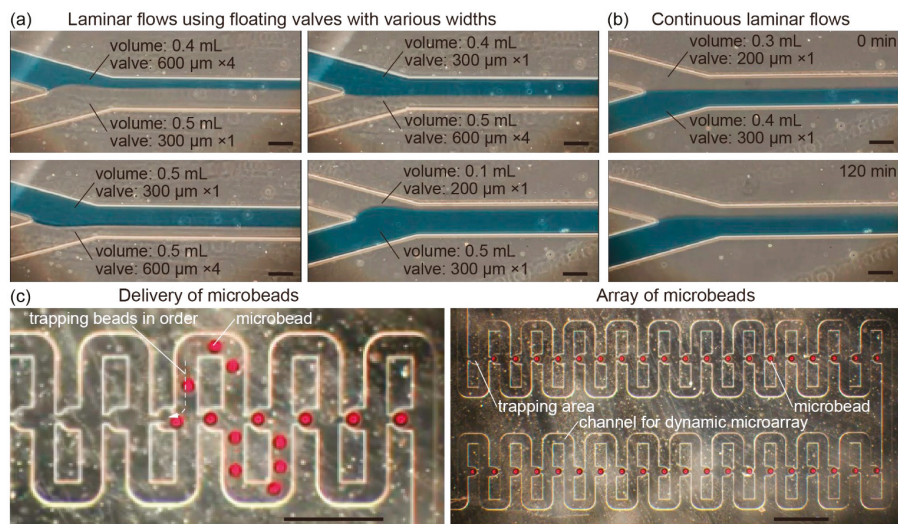 (a) Laminar flows using floating valves with various widths
volume: 0.4 mL
valve: 600 μm ×4
volume: 0.5 mL
valve: 300 μm ×1
volume: 0.4 mL
valve: 300 μm ×1
volume: 0.5 mL
valve: 600 μm ×4
volume: 0.5 mL
valve: 300 μm ×1
volume: 0.5 mL
valve: 600 μm ×4
volume: 0.1 mL
valve: 200 μm ×1
volume: 0.5 mL
valve: 300 μm ×1
(b) Continuous laminar flows
0 min
volume: 0.3 mL
valve: 200 μm ×1
volume: 0.4 mL
valve: 300 μm ×1
120 min
(c) Delivery of microbeads
trapping beads in order
microbead
Array of microbeads
trapping area
microbead
channel for dynamic microarray